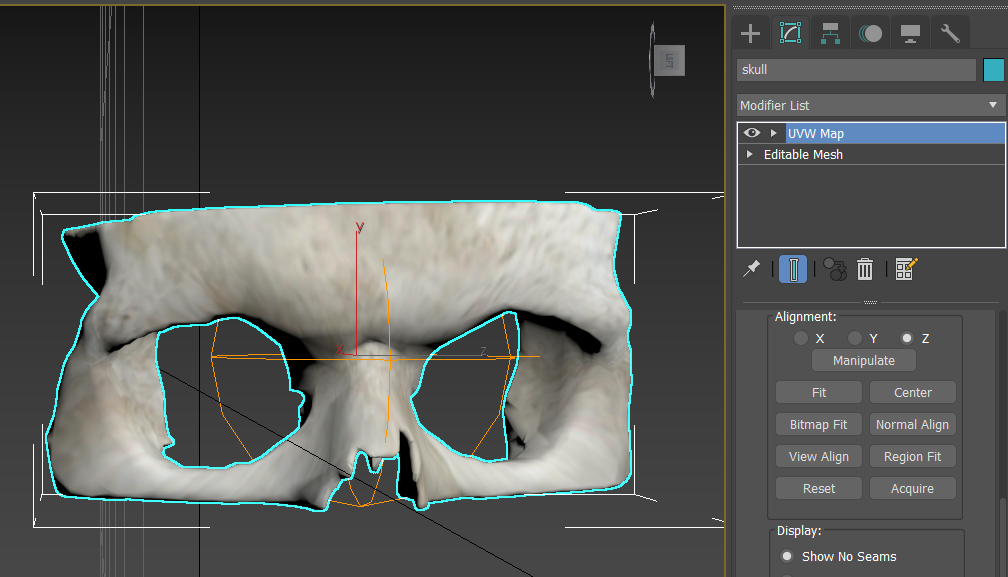 skull
Modifier List
UVW Map
Editable Mesh
LEFT
y
x
z
Alignment:
X Y Z
Manipulate
Fit Center
Bitmap Fit Normal Align
View Align Region Fit
Reset Acquire
Display:
Show No Seams